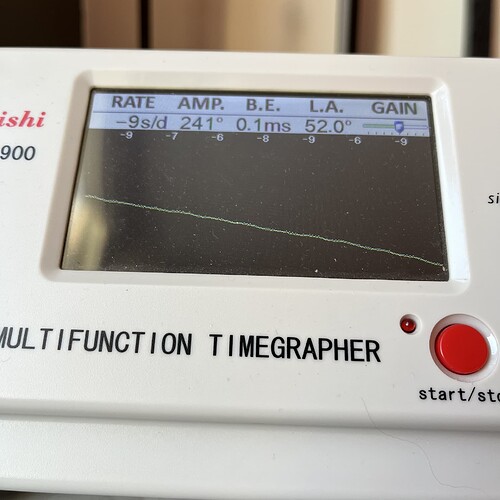 ishi
900
RATE AMP. B.E. L.A. GAIN
-9s/d 241° 0.1ms 52.0°
-9 -7 -6 -8 -9 -6 -9
MULTIFUNCTION TIMEGRAPHER
start/sto
si